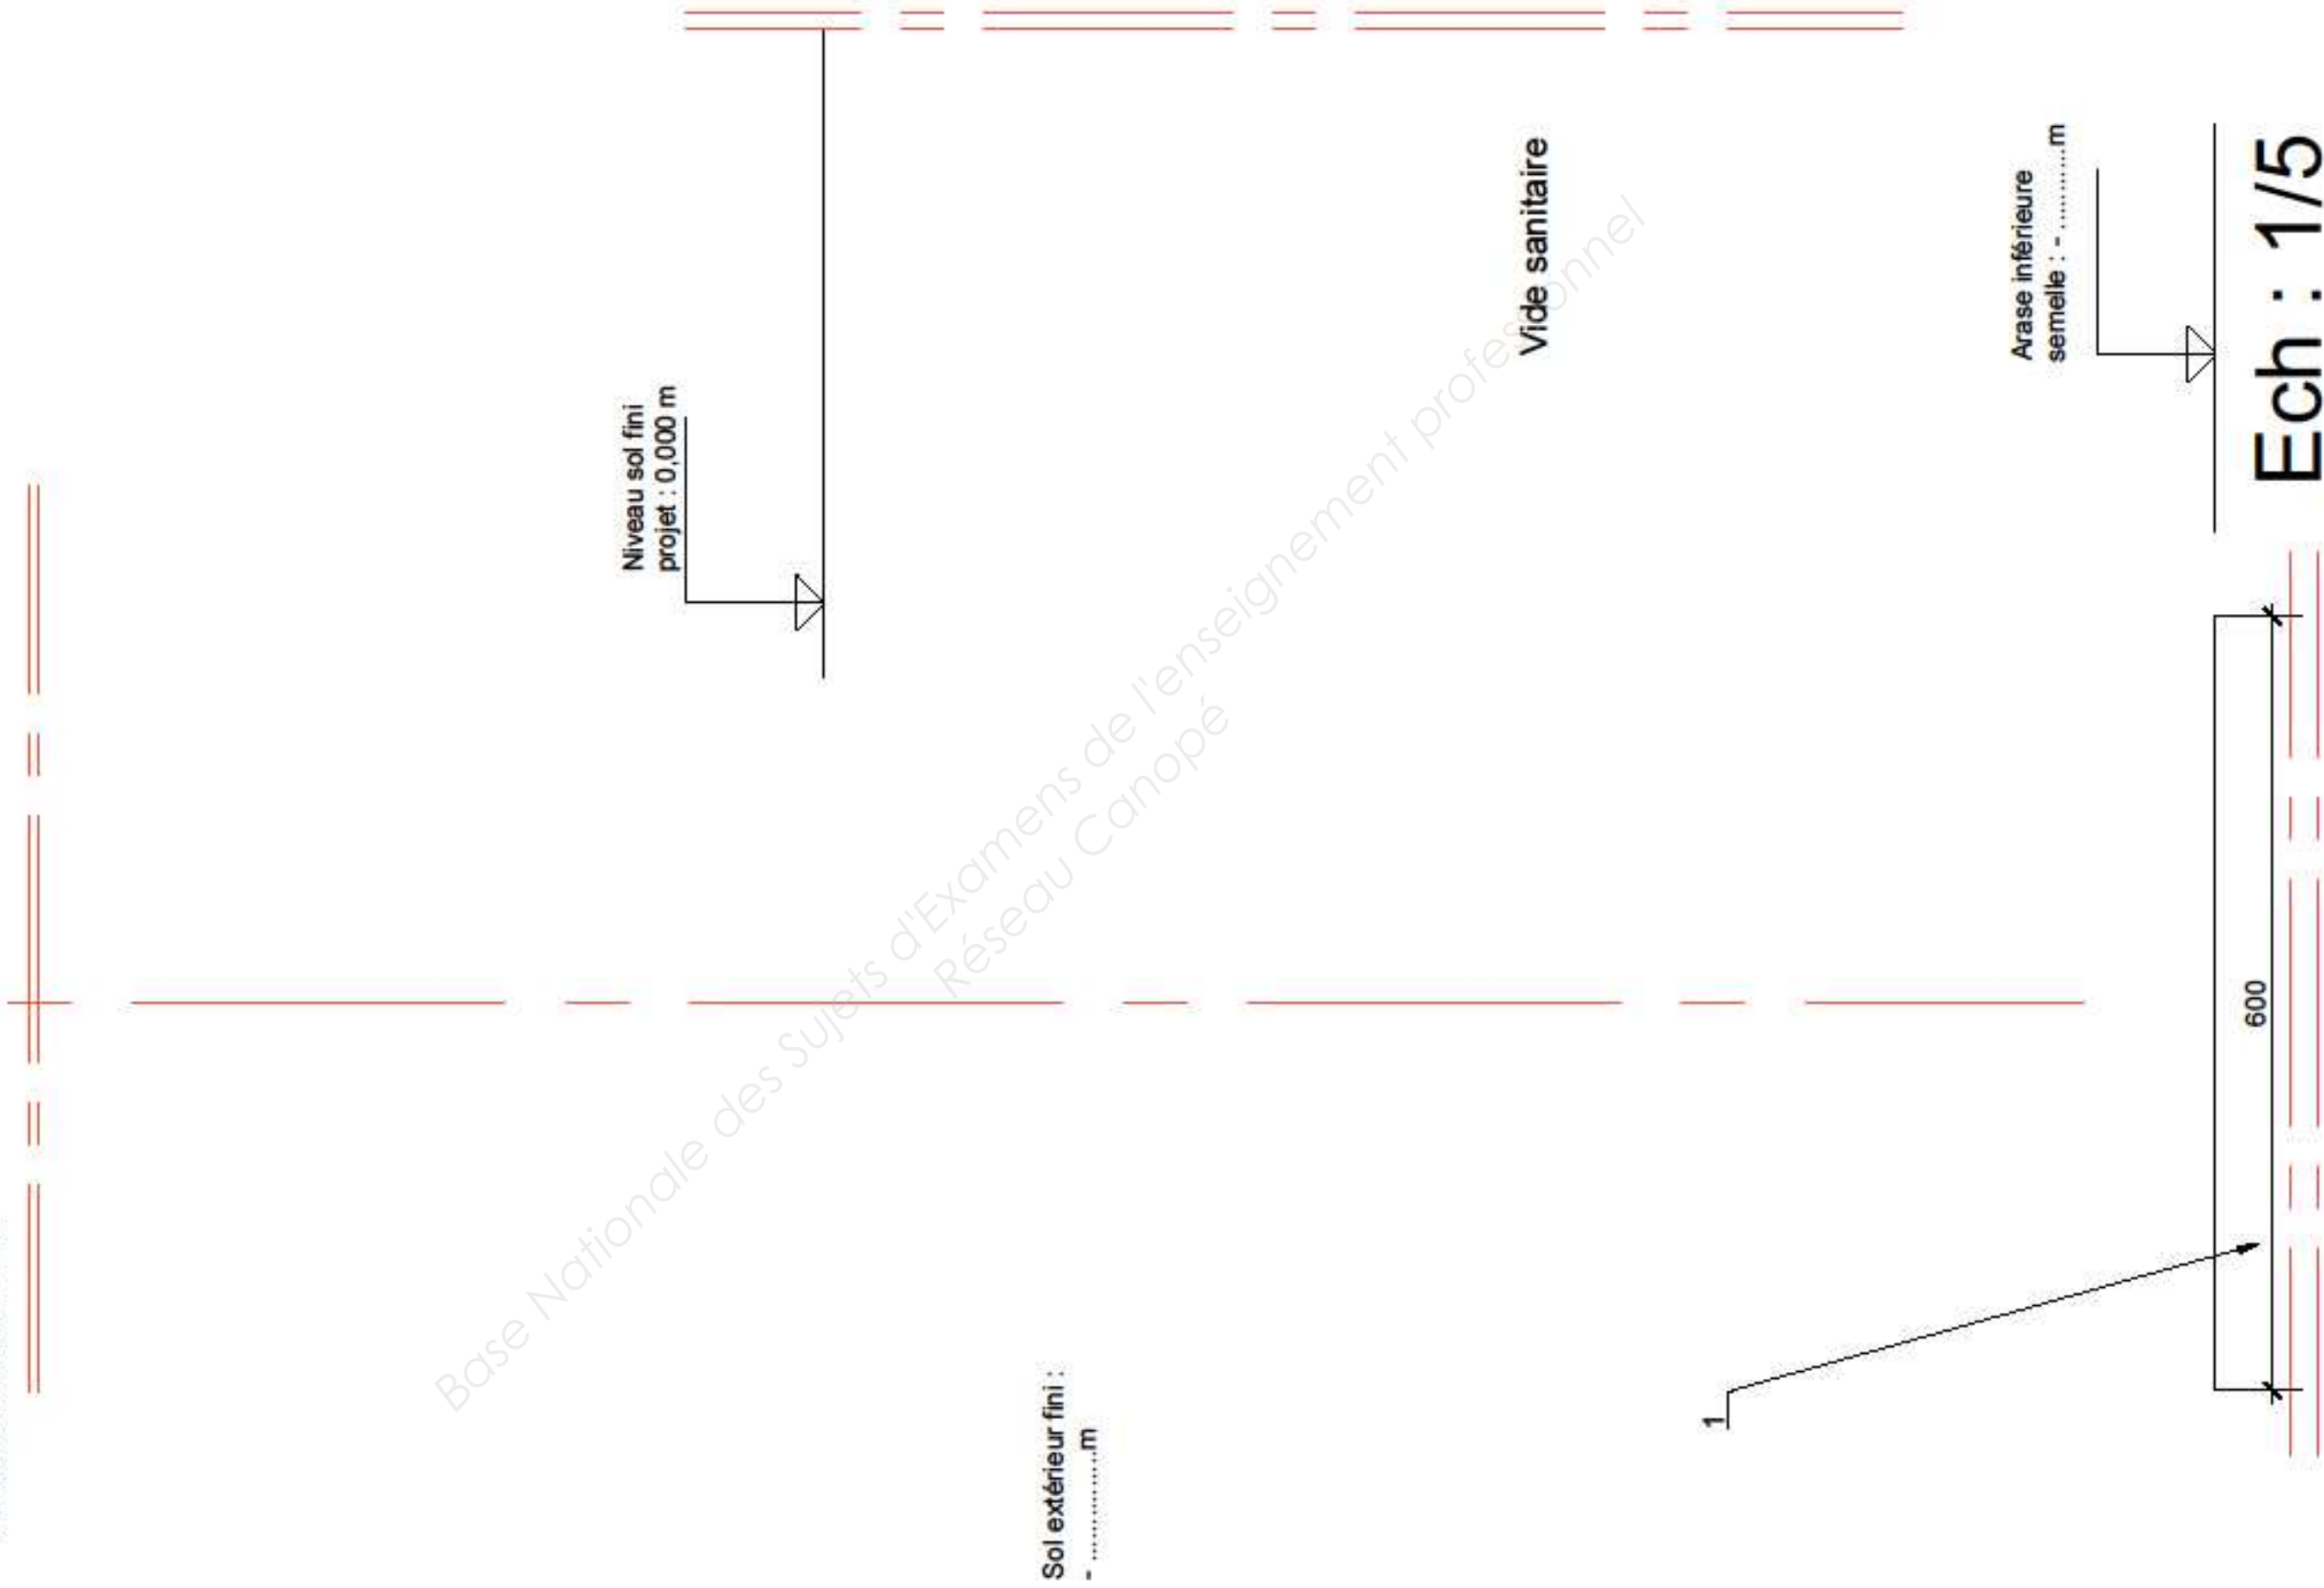 Niveau sol fini
projet : 0,000 m
Vide sanitaire
Arase inférieure
semelle : - ............m
Ech : 1/5
Sol extérieur fini :
- ...............m
1
600
Base Nationale des Sujets d'Examens de l'enseignement professionnel
Réseau Canopé